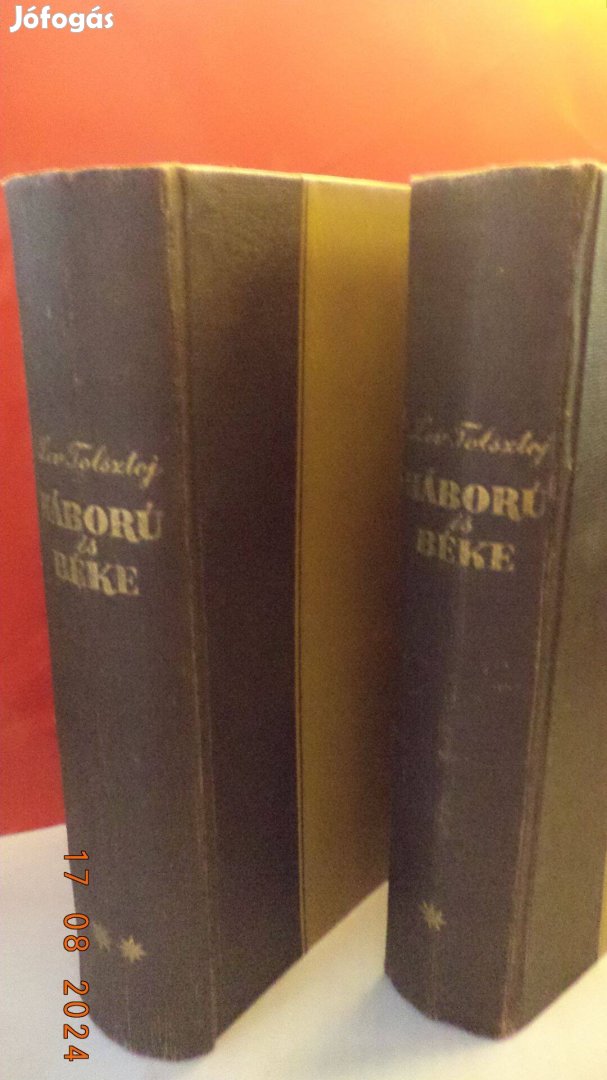 Jófogás
Lev Tolsztoj
HÁBORÚ
és
BÉKE
Lev Tolsztoj
HÁBORÚ
és
BÉKE
17 08 2024